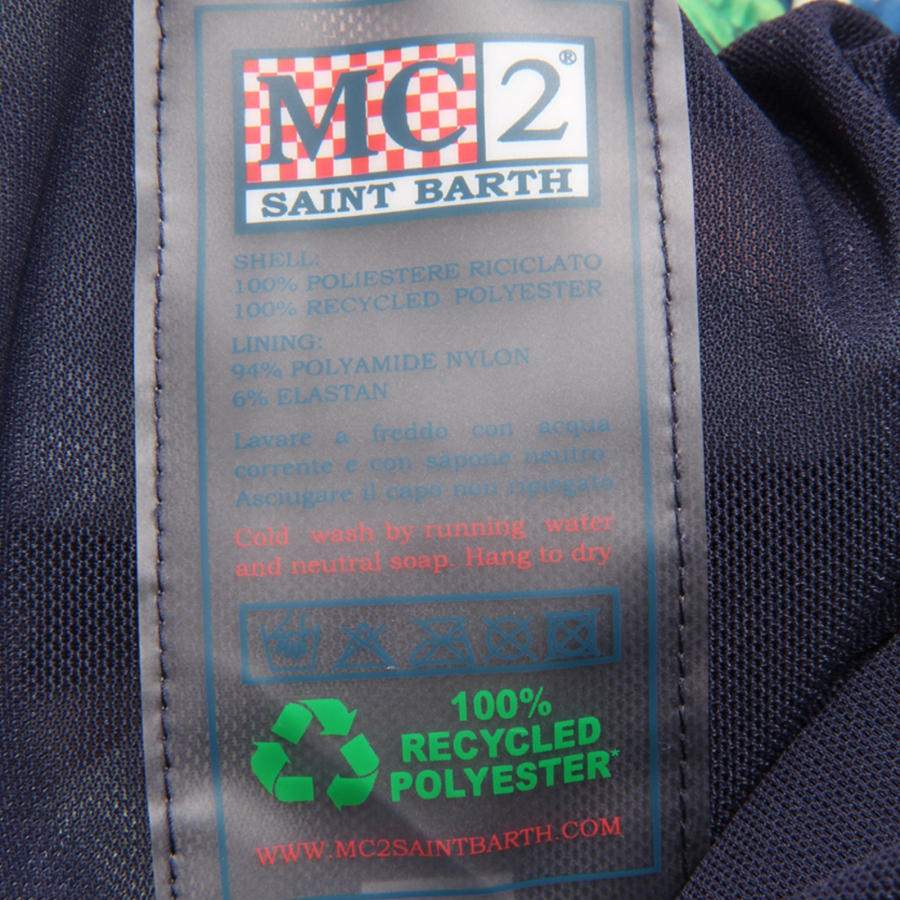 MC2®
SAINT BARTH
SHELL:
100% POLIESTERE RICICLATO
100% RECYCLED POLYESTER
LINING:
94% POLYAMIDE NYLON
6% ELASTAN
Lavare a freddo con acqua
corrente e con sapone neutro.
Asciugare il capo non ripiegato
Cold wash by running water
and neutral soap. Hang to dry
100%
RECYCLED
POLYESTER*
WWW.MC2SAINTBARTH.COM